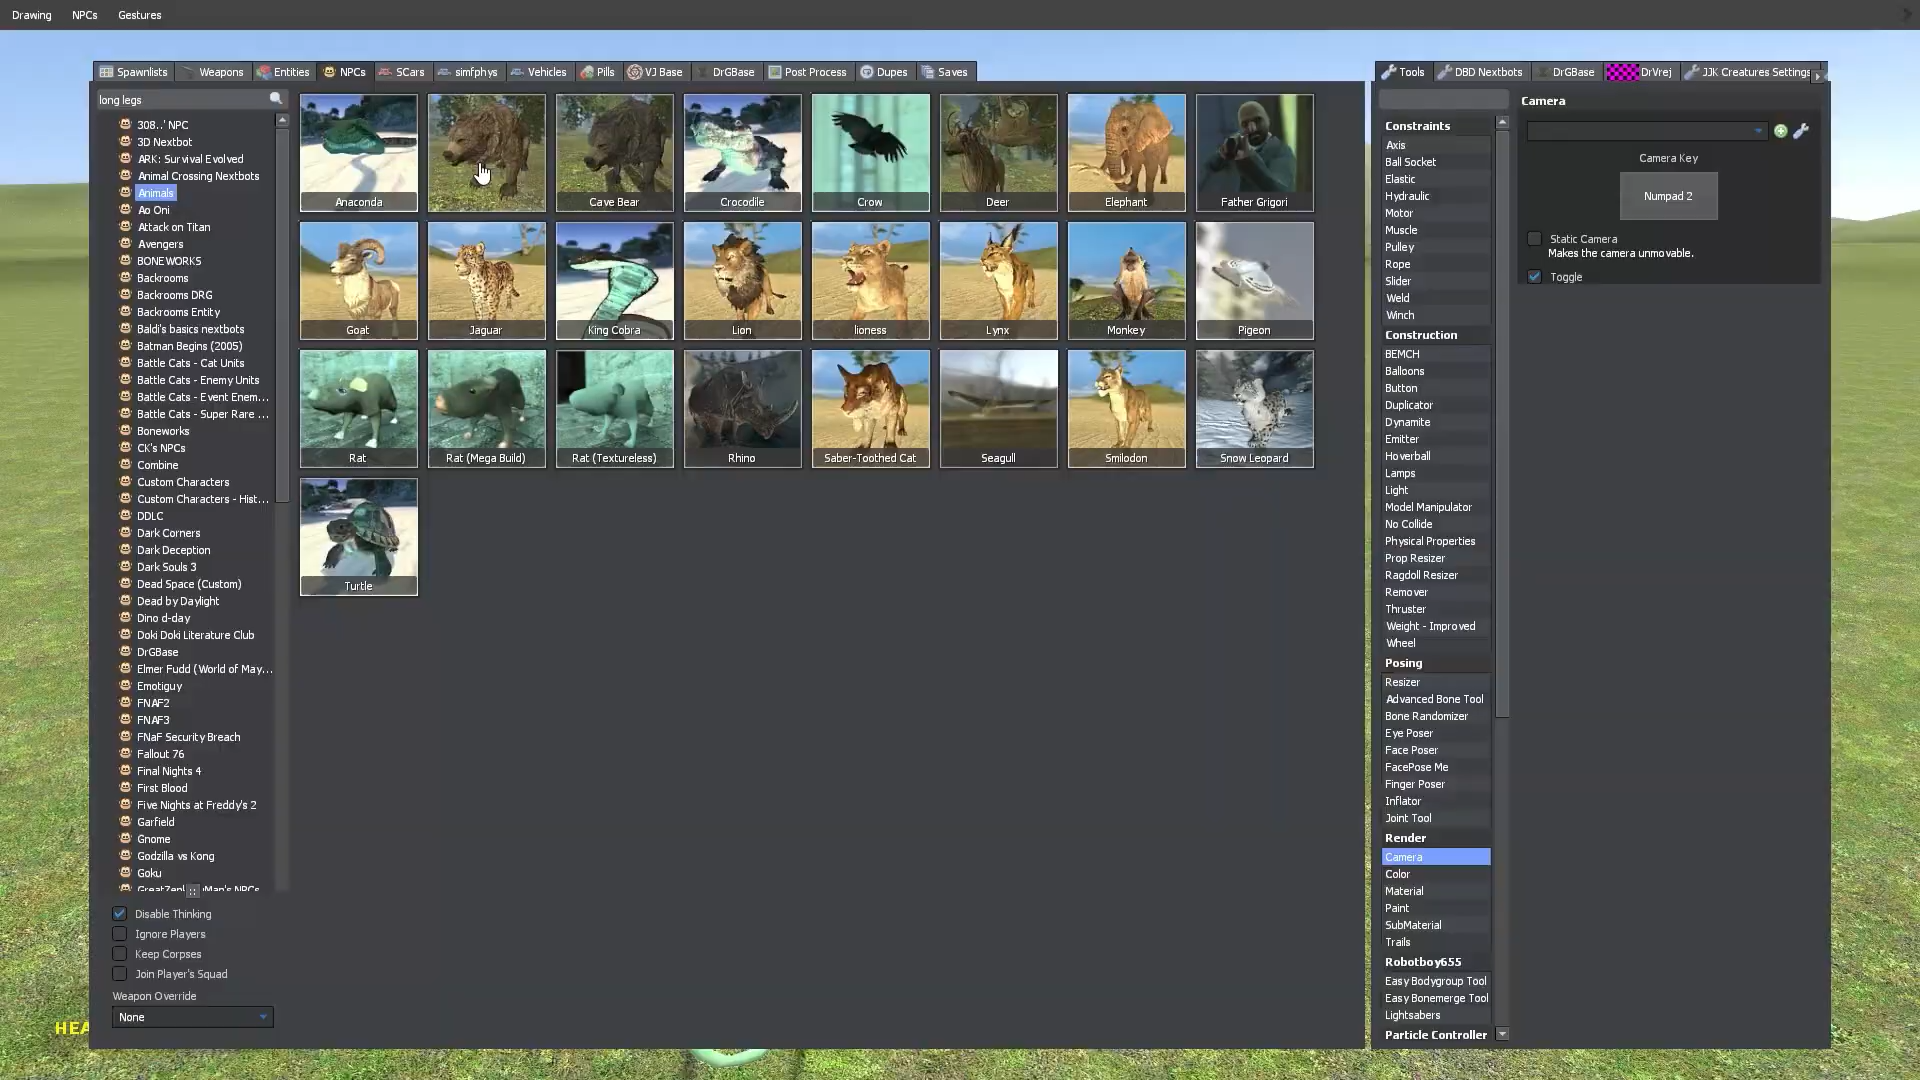 Drawing NPCs Gestures
Spawnlists Weapons Entities NPCs SCars simfphys Vehicles Pills VJ Base DrGBase Post Process Dupes Saves
Tools DBD Nextbots DrGBase DrVrej JJK Creatures Settings
long legs
308..' NPC
3D Nextbot
ARK: Survival Evolved
Animal Crossing Nextbots
Animals
Ao Oni
Attack on Titan
Avengers
BONEWORKS
Backrooms
Backrooms DRG
Backrooms Entity
Baldi's basics nextbots
Batman Begins (2005)
Battle Cats - Cat Units
Battle Cats - Enemy Units
Battle Cats - Event Enem...
Battle Cats - Super Rare ...
Boneworks
CK's NPCs
Combine
Custom Characters
Custom Characters - Hist...
DDLC
Dark Corners
Dark Deception
Dark Souls 3
Dead Space (Custom)
Dead by Daylight
Dino d-day
Doki Doki Literature Club
DrGBase
Elmer Fudd (World of May...
Emotiguy
FNAF2
FNAF3
FNaF Security Breach
Fallout 76
Final Nights 4
First Blood
Five Nights at Freddy's 2
Garfield
Gnome
Godzilla vs Kong
Goku
Disable Thinking
Ignore Players
Keep Corpses
Join Player's Squad
Weapon Override
None
HEA
Anaconda Cave Bear Crocodile Crow Deer Elephant Father Grigori
Goat Jaguar King Cobra Lion lioness Lynx Monkey Pigeon
Rat Rat (Mega Build) Rat (Textureless) Rhino Saber-Toothed Cat Seagull Smilodon Snow Leopard
Turtle
Constraints
Axis
Ball Socket
Elastic
Hydraulic
Motor
Muscle
Pulley
Rope
Slider
Weld
Winch
Construction
BEMCH
Balloons
Button
Duplicator
Dynamite
Emitter
Hoverball
Lamps
Light
Model Manipulator
No Collide
Physical Properties
Prop Resizer
Ragdoll Resizer
Remover
Thruster
Weight - Improved
Wheel
Posing
Resizer
Advanced Bone Tool
Bone Randomizer
Eye Poser
Face Poser
FacePose Me
Finger Poser
Inflator
Joint Tool
Render
Camera
Color
Material
Paint
SubMaterial
Trails
Robotboy655
Easy Bodygroup Tool
Easy Bonemerge Tool
Lightsabers
Particle Controller
Camera
Camera Key
Numpad 2
Static Camera
Makes the camera unmovable.
Toggle